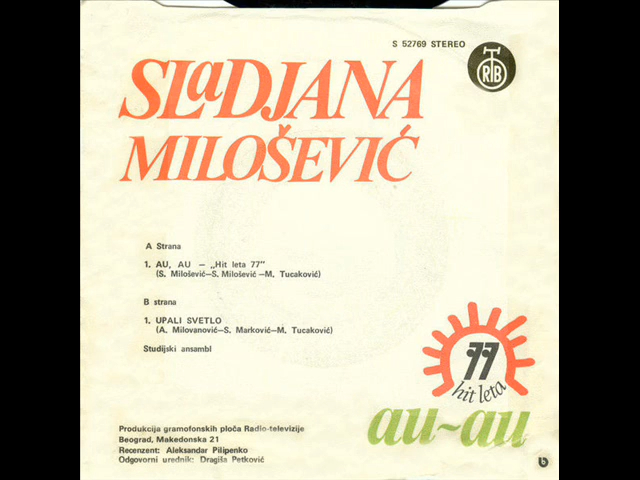 S 52769 STEREO
RTB
SLaDJANA
MILOŠEVIĆ
A Strana
1. AU, AU — „Hit leta 77”
(S. Milošević—S. Milošević —M. Tucaković)
B strana
1. UPALI SVETLO
(A. Milovanović—S. Marković—M. Tucaković)
Studijski ansambl
77
hit leta
au~au
Produkcija gramofonskih ploča Radio-televizije
Beograd, Makedonska 21
Recenzent: Aleksandar Pilipenko
Odgovorni urednik: Dragiša Petković
b